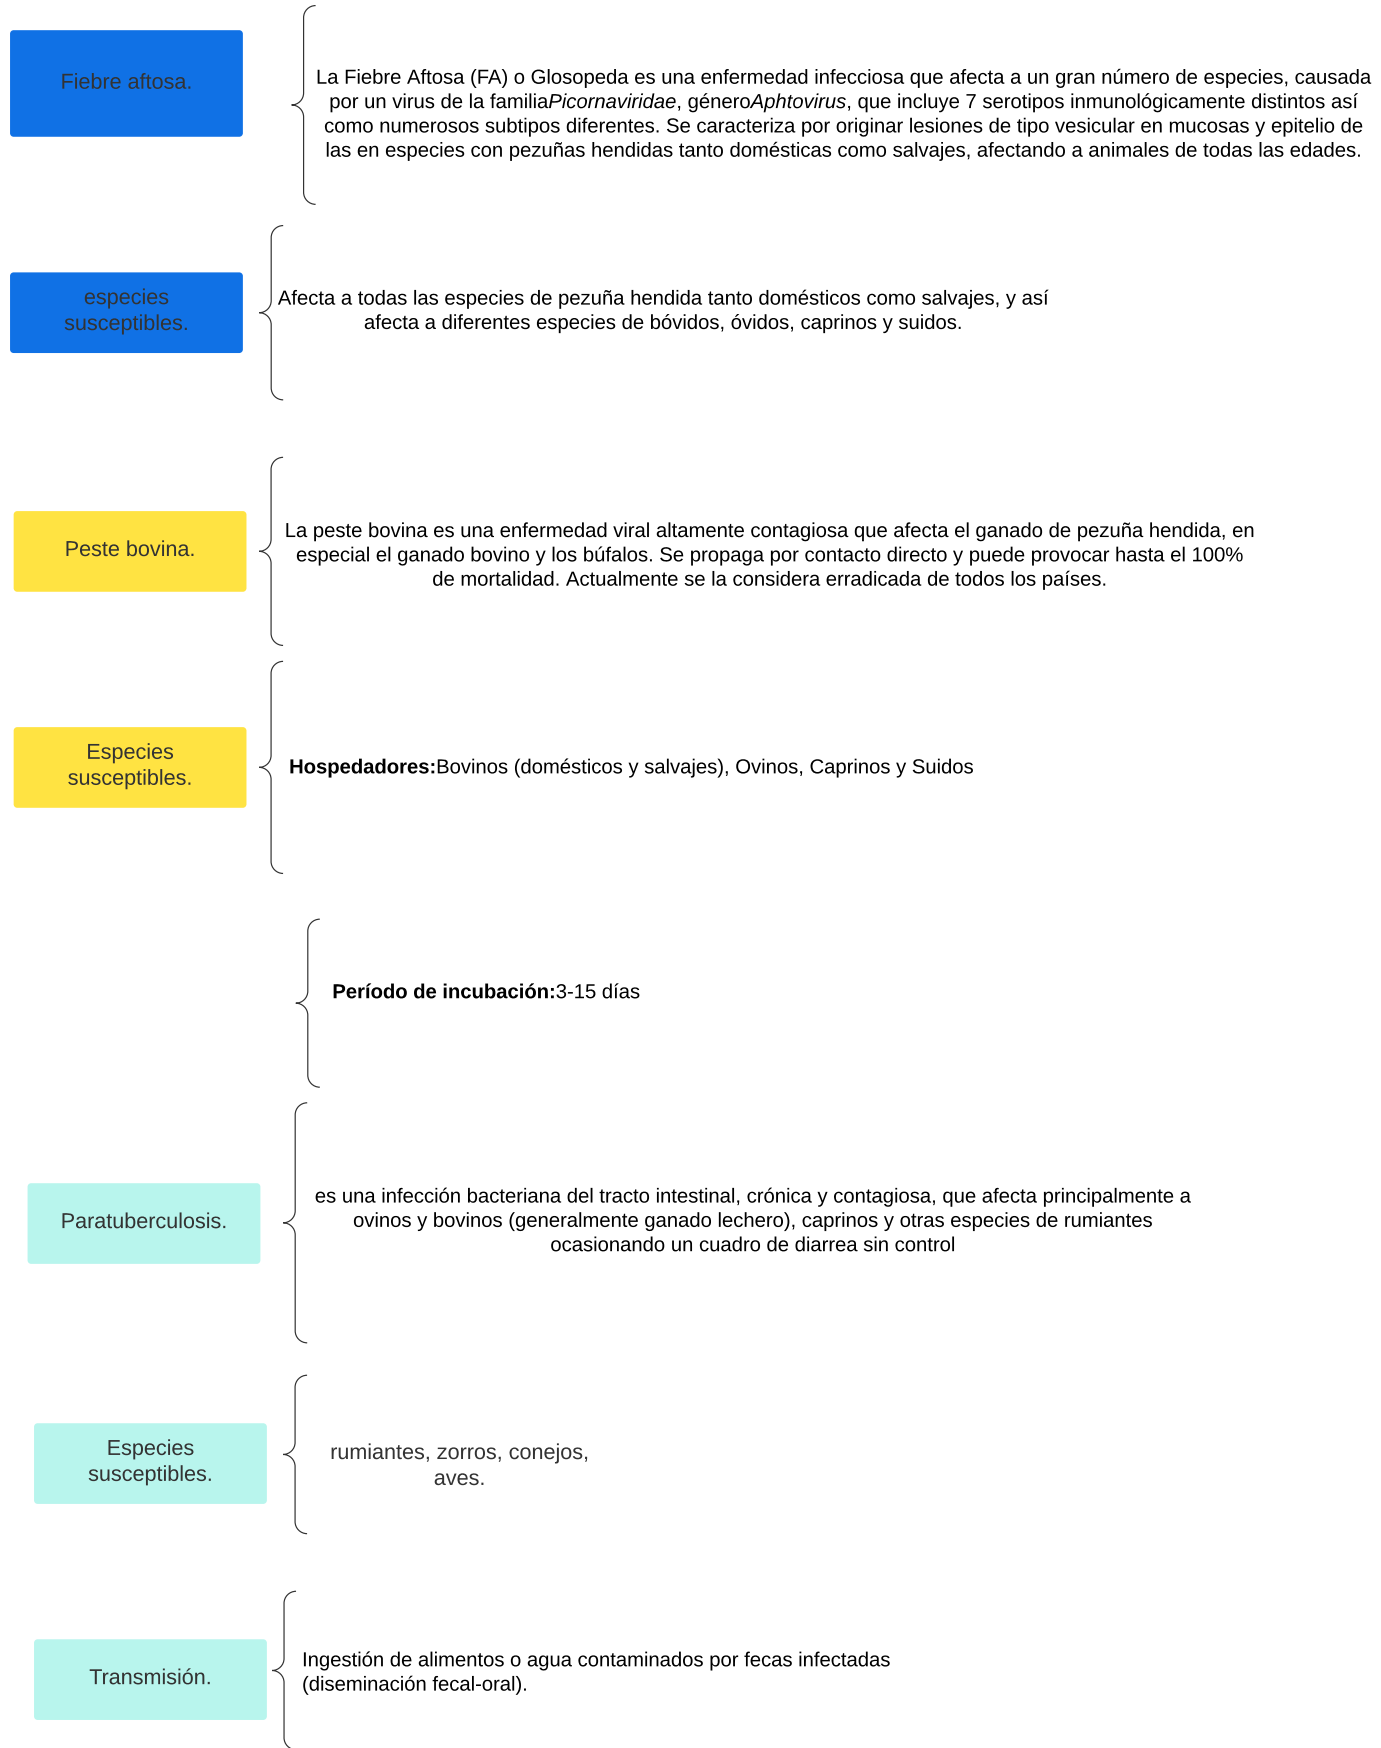 Fiebre aftosa.
La Fiebre Aftosa (FA) o Glosopeda es una enfermedad infecciosa que afecta a un gran número de especies, causada
por un virus de la familiaPicornaviridae, géneroAphtovirus, que incluye 7 serotipos inmunológicamente distintos así
como numerosos subtipos diferentes. Se caracteriza por originar lesiones de tipo vesicular en mucosas y epitelio de
las en especies con pezuñas hendidas tanto domésticas como salvajes, afectando a animales de todas las edades.
especies
susceptibles.
Afecta a todas las especies de pezuña hendida tanto domésticos como salvajes, y así
afecta a diferentes especies de bóvidos, óvidos, caprinos y suidos.
Peste bovina.
La peste bovina es una enfermedad viral altamente contagiosa que afecta el ganado de pezuña hendida, en
especial el ganado bovino y los búfalos. Se propaga por contacto directo y puede provocar hasta el 100%
de mortalidad. Actualmente se la considera erradicada de todos los países.
Especies
susceptibles.
Hospedadores:Bovinos (domésticos y salvajes), Ovinos, Caprinos y Suidos
Período de incubación:3-15 días
Paratuberculosis.
es una infección bacteriana del tracto intestinal, crónica y contagiosa, que afecta principalmente a
ovinos y bovinos (generalmente ganado lechero), caprinos y otras especies de rumiantes
ocasionando un cuadro de diarrea sin control
Especies
susceptibles.
rumiantes, zorros, conejos,
aves.
Transmisión.
Ingestión de alimentos o agua contaminados por fecas infectadas
(diseminación fecal-oral).